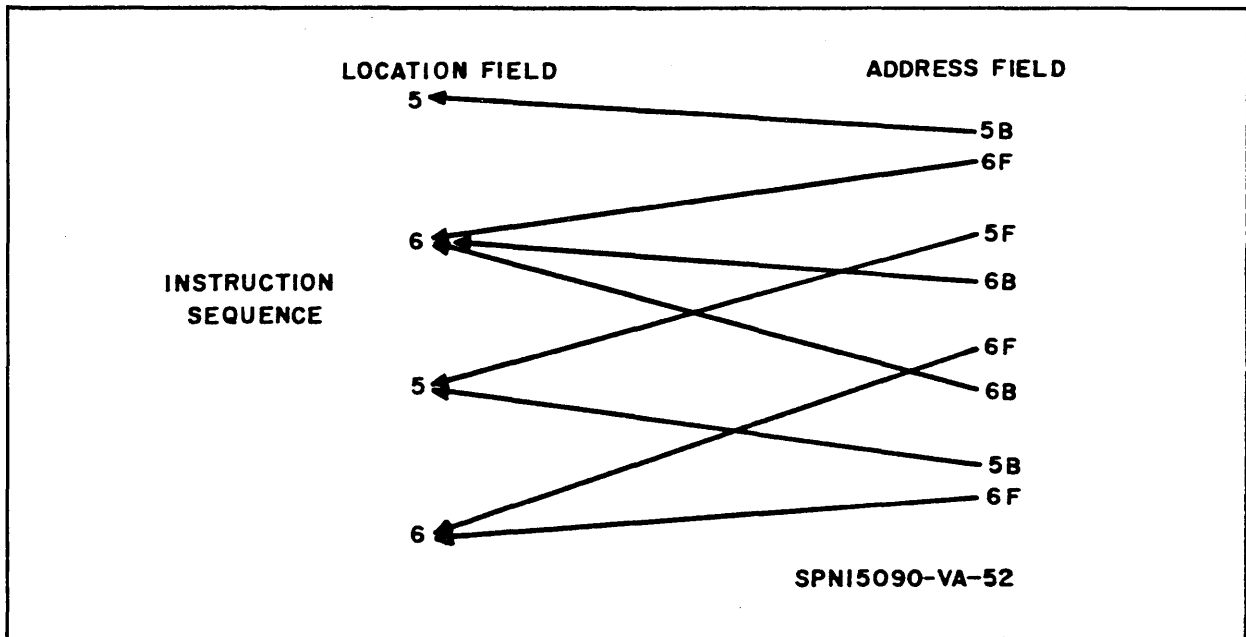 LOCATION FIELD ADDRESS FIELD
5
5B
6F
6 5F
6B
INSTRUCTION
SEQUENCE
6F
5 6B
5B
6F
6
SPN15090-VA-52